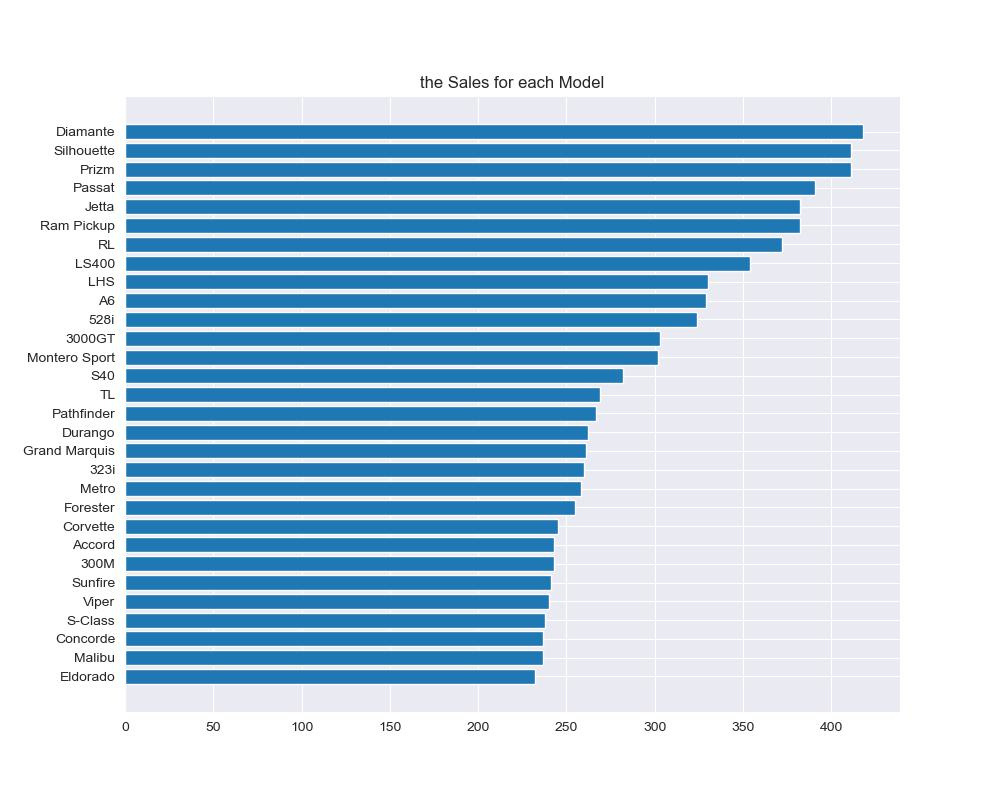 the Sales for each Model
Diamante
Silhouette
Prizm
Passat
Jetta
Ram Pickup
RL
LS400
LHS
A6
528i
3000GT
Montero Sport
S40
TL
Pathfinder
Durango
Grand Marquis
323i
Metro
Forester
Corvette
Accord
300M
Sunfire
Viper
S-Class
Concorde
Malibu
Eldorado
0 50 100 150 200 250 300 350 400